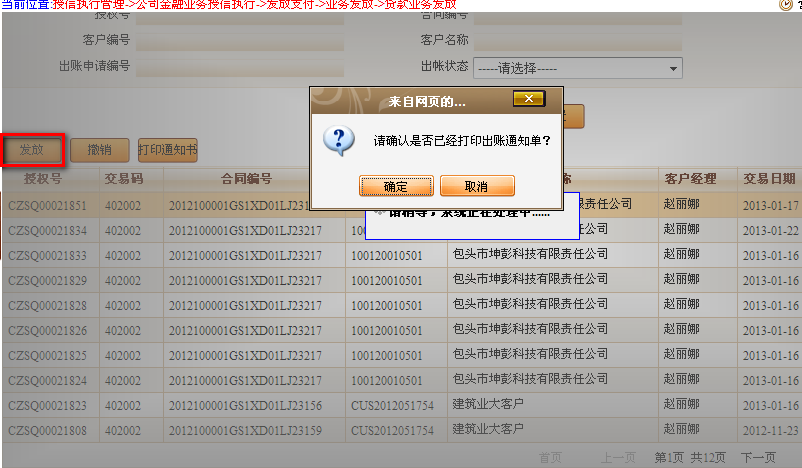 当前位置:授信执行管理->公司金融业务授信执行->发放支付->业务发放->贷款业务发放
授权号 合同编号
客户编号 客户名称
出账申请编号 出帐状态 -----请选择-----
来自网页的...
请确认是否已经打印出账通知单？
确定 取消
请稍等，系统正在处理中......
发放 撤销 打印通知书
授权号 交易码 合同编号 称 客户经理 交易日期
CZSQ00021851 402002 2012100001GS1XD01LJ231 限责任公司 赵丽娜 2013-01-17
CZSQ00021834 402002 2012100001GS1XD01LJ23217 100 赵丽娜 2013-01-22
CZSQ00021833 402002 2012100001GS1XD01LJ23217 100120010501 包头市坤彭科技有限责任公司 赵丽娜 2013-01-16
CZSQ00021829 402002 2012100001GS1XD01LJ23217 100120010501 包头市坤彭科技有限责任公司 赵丽娜 2013-01-16
CZSQ00021828 402002 2012100001GS1XD01LJ23217 100120010501 包头市坤彭科技有限责任公司 赵丽娜 2013-01-16
CZSQ00021826 402002 2012100001GS1XD01LJ23217 100120010501 包头市坤彭科技有限责任公司 赵丽娜 2013-01-16
CZSQ00021825 402002 2012100001GS1XD01LJ23217 100120010501 包头市坤彭科技有限责任公司 赵丽娜 2013-01-16
CZSQ00021824 402002 2012100001GS1XD01LJ23217 100120010501 包头市坤彭科技有限责任公司 赵丽娜 2013-01-16
CZSQ00021823 402002 2012100001GS1XD01LJ23156 CUS2012051754 建筑业大客户 赵丽娜 2013-01-16
CZSQ00021808 402002 2012100001GS1XD01LJ23159 CUS2012051754 建筑业大客户 赵丽娜 2012-11-23
首页 上一页 第1页 共12页 下一页